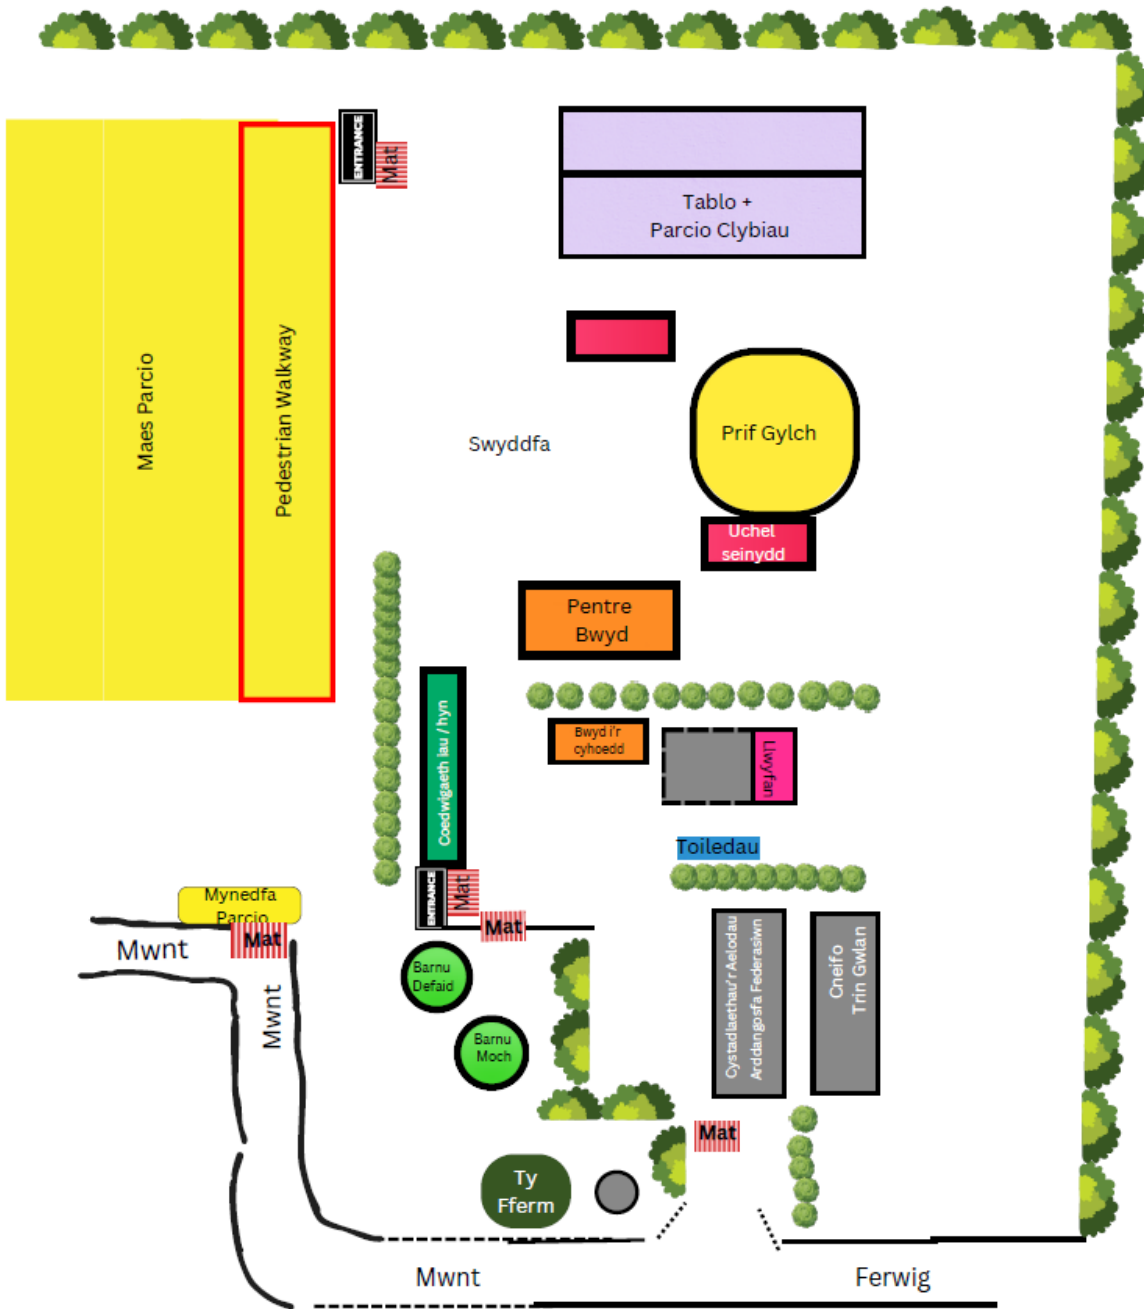 ENTRANCE
Mat
Tablo +
Parcio Clybiau
Maes Parcio
Pedestrian Walkway
Swyddfa
Prif Gylch
Uchel
seinydd
Pentre
Bwyd
Coedwigaeth Iau / hyn
Bwyd i'r
cyhoedd
Llwyfan
Toiledau
ENTRANCE
Mat
Mat
Mynedfa
Parcio
Mat
Mwnt
Mwnt
Barnu
Defaid
Barnu
Moch
Cystadlaethau'r Aelodau
Arddangosfa Federasiwn
Cneifo
Trin Gwlan
Mat
Ty
Fferm
Mwnt
Ferwig